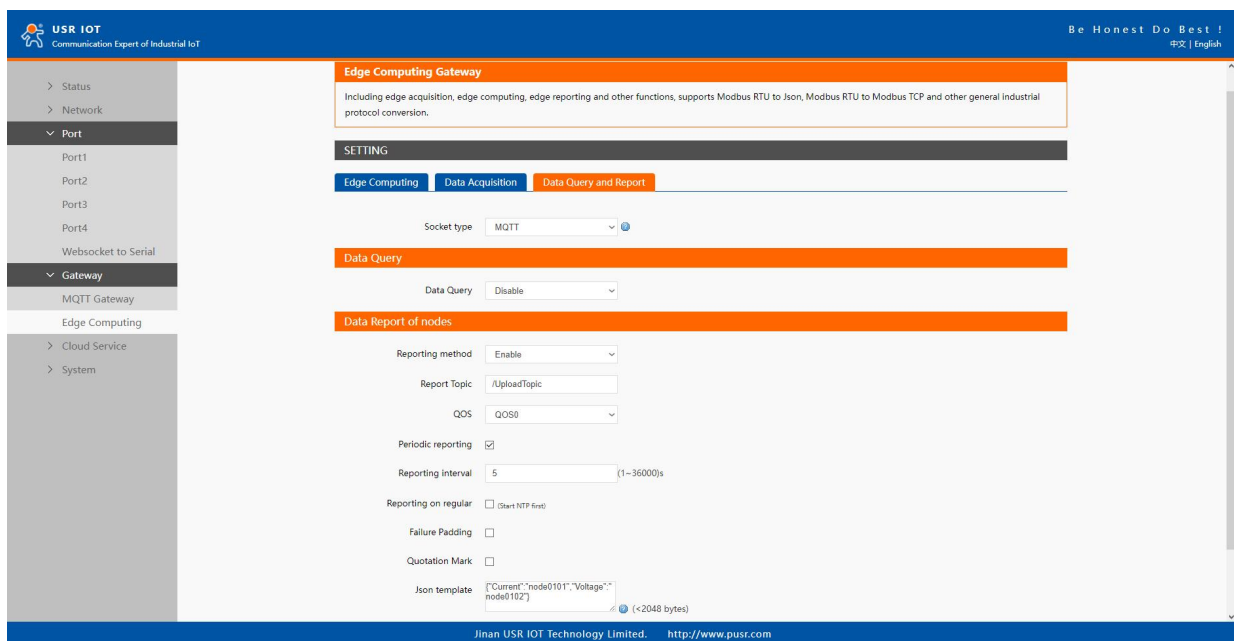 USR IOT
Communication Expert of Industrial IoT
Be Honest Do Best !
中文 | English
Status
Network
Port
Port1
Port2
Port3
Port4
Websocket to Serial
Gateway
MQTT Gateway
Edge Computing
Cloud Service
System
Edge Computing Gateway
Including edge acquisition, edge computing, edge reporting and other functions, supports Modbus RTU to Json, Modbus RTU to Modbus TCP and other general industrial
protocol conversion.
SETTING
Edge Computing Data Acquisition Data Query and Report
Socket type MQTT
Data Query
Data Query Disable
Data Report of nodes
Reporting method Enable
Report Topic /UploadTopic
QOS QOS0
Periodic reporting
Reporting interval 5 (1~36000)s
Reporting on regular (Start NTP first)
Failure Padding
Quotation Mark
Json template {"Current":"node0101","Voltage":"
node0102"}
(<2048 bytes)
Jinan USR IOT Technology Limited. http://www.pusr.com